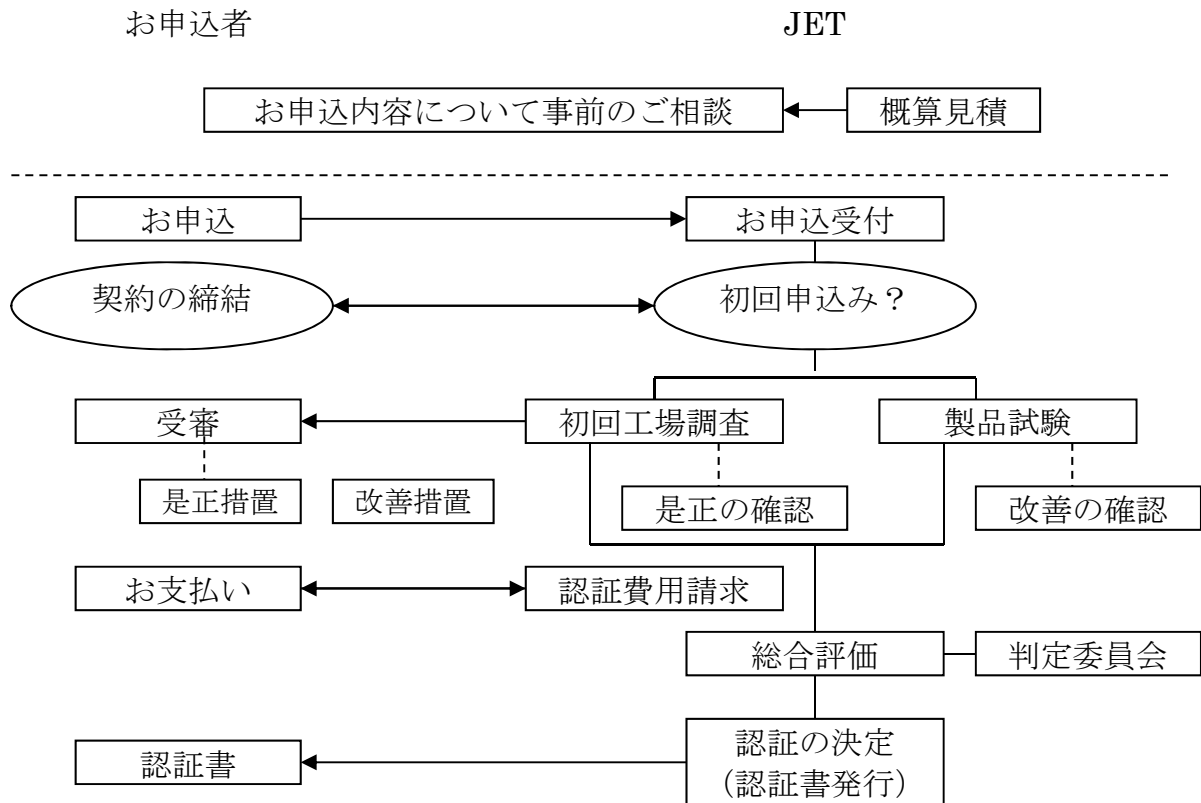 お申込者
JET
お申込内容について事前のご相談
概算見積
お申込
お申込受付
契約の締結
初回申込み？
受審
初回工場調査
製品試験
是正措置
改善措置
是正の確認
改善の確認
お支払い
認証費用請求
総合評価
判定委員会
認証書
認証の決定
（認証書発行）